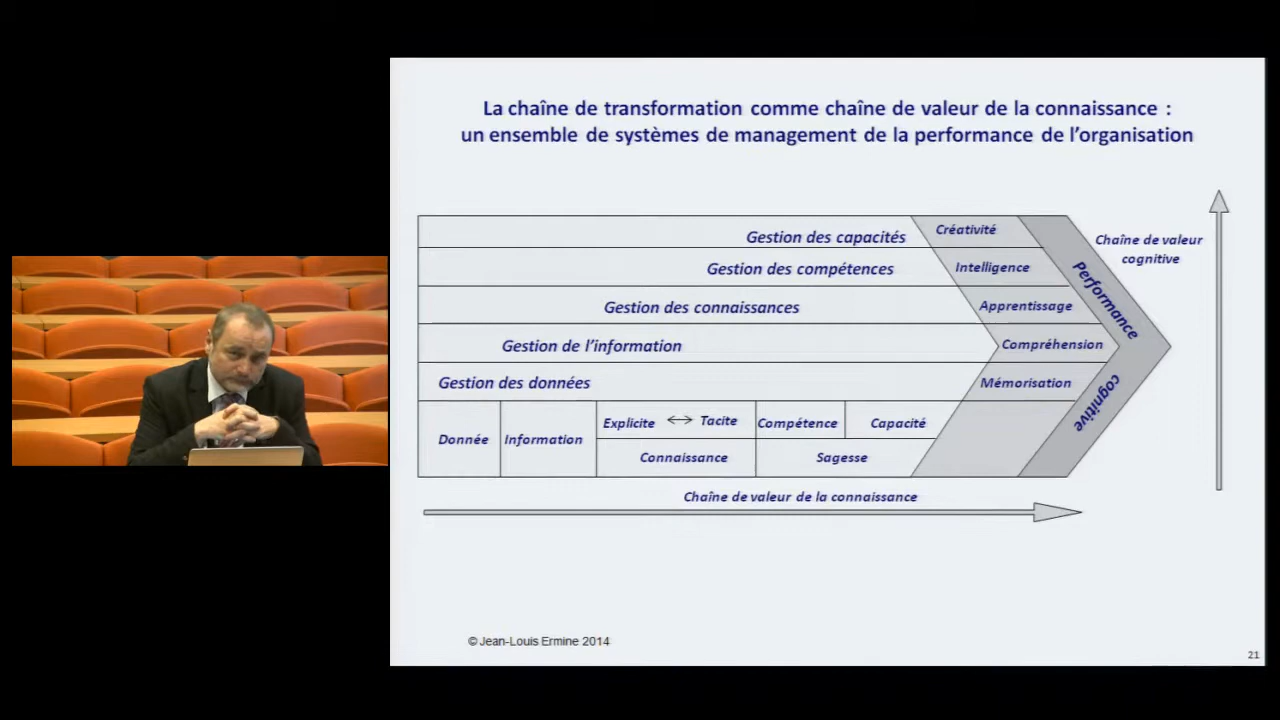 La chaîne de transformation comme chaîne de valeur de la connaissance :
un ensemble de systèmes de management de la performance de l'organisation
Gestion des capacités
Créativité
Chaîne de valeur
cognitive
Gestion des compétences
Intelligence
Performance
Gestion des connaissances
Apprentissage
Gestion de l'information
Compréhension
Gestion des données
Mémorisation
cognitive
Donnée
Information
Explicite ↔ Tacite
Compétence
Capacité
Connaissance
Sagesse
Chaîne de valeur de la connaissance
© Jean-Louis Ermine 2014
21